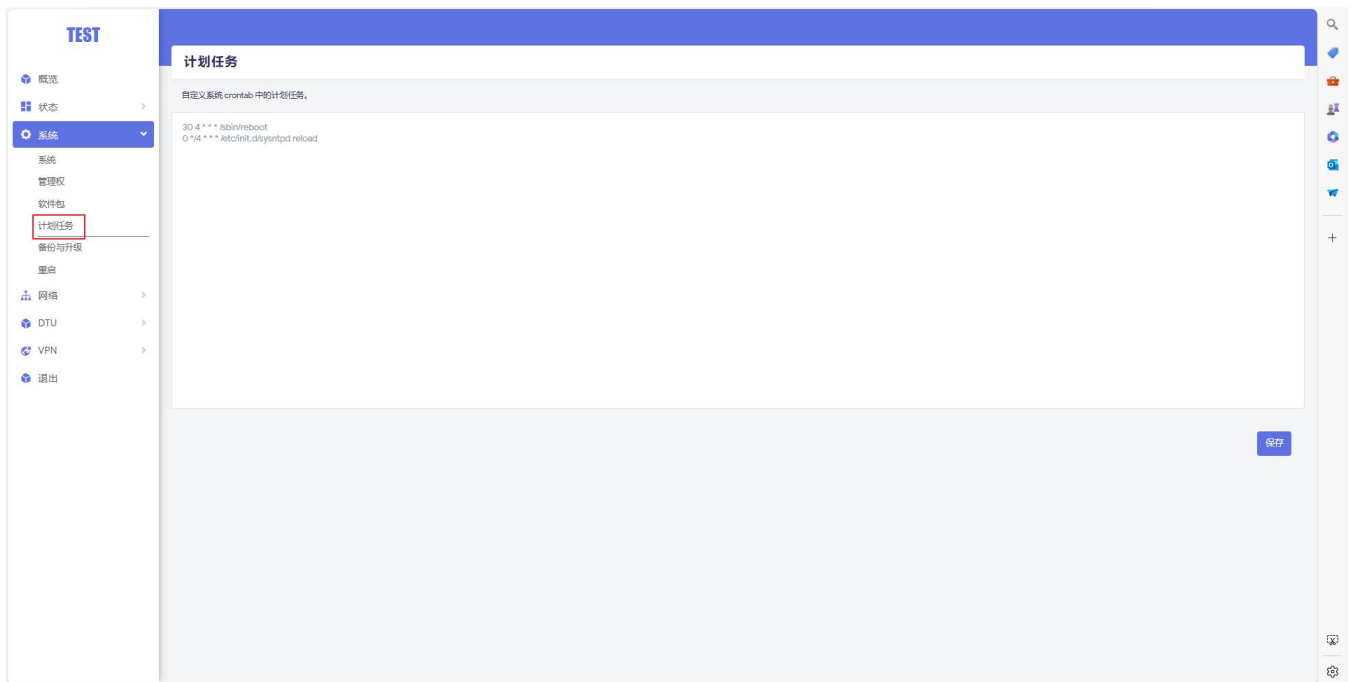 TEST
概览
状态
系统
系统
管理权
软件包
计划任务
备份与升级
重启
网络
DTU
VPN
退出
计划任务
自定义系统 crontab 中的计划任务。
30 4 * * * /sbin/reboot
0 */4 * * * /etc/init.d/sysntpd reload
保存